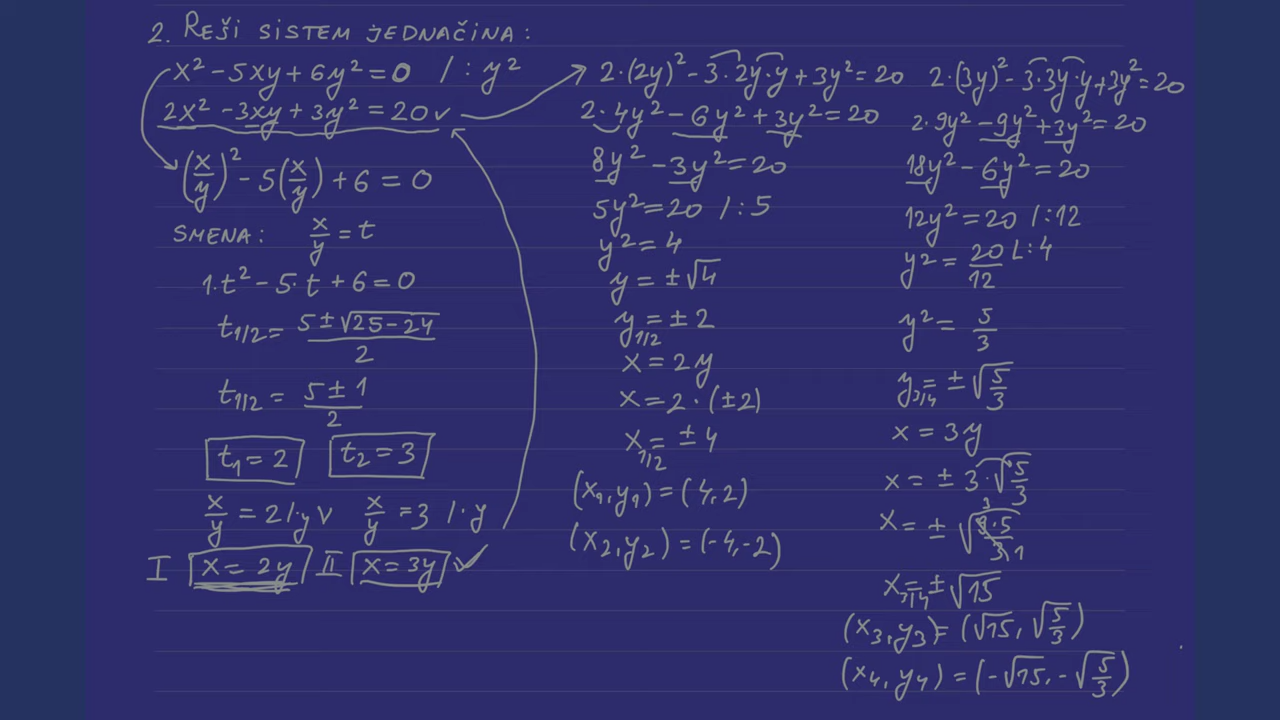 2. REŠI SISTEM JEDNAČINA:
x² - 5xy + 6y² = 0 /: y²
2x² - 3xy + 3y² = 20
(x/y)² - 5(x/y) + 6 = 0
SMENA: x/y = t
1·t² - 5·t + 6 = 0
t₁/₂ = (5 ± √(25-24))/2
t₁/₂ = (5 ± 1)/2
t₁ = 2 t₂ = 3
x/y = 2 /·y v x/y = 3 /·y
I x = 2y II x = 3y
2·(2y)² - 3·2y·y + 3y² = 20
2·4y² - 6y² + 3y² = 20
8y² - 3y² = 20
5y² = 20 /:5
y² = 4
y = ±√4
y₁/₂ = ± 2
x = 2y
x = 2·(±2)
x₁/₂ = ± 4
(x₁,y₁) = (4,2)
(x₂,y₂) = (-4,-2)
2·(3y)² - 3·3y·y + 3y² = 20
2·9y² - 9y² + 3y² = 20
18y² - 6y² = 20
12y² = 20 /:12
y² = 20/12 /:4
y² = 5/3
y₃/₄ = ± √(5/3)
x = 3y
x = ± 3·√(5/3)
x = ± √(9·5/3)
x₃/₄ = ± √15
(x₃,y₃) = (√15, √(5/3))
(x₄,y₄) = (-√15, -√(5/3))